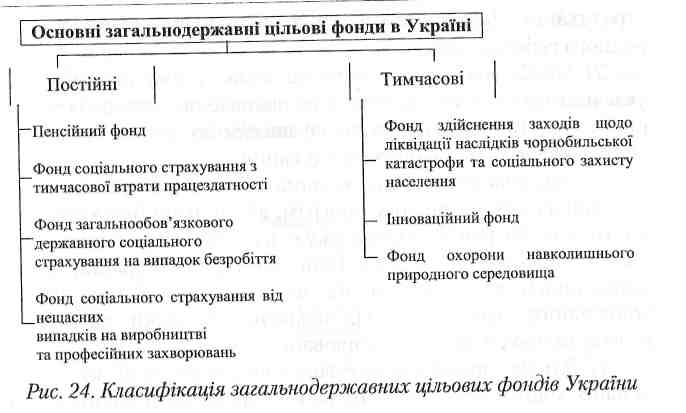 Основні загальнодержавні цільові фонди в Україні
Постійні
Пенсійний фонд
Фонд соціального страхування з
тимчасової втрати працездатності
Фонд загальнообов’язкового
державного соціального
страхування на випадок безробіття
Фонд соціального страхування від
нещасних
випадків на виробництві
та професійних захворювань
Тимчасові
Фонд здійснення заходів щодо
ліквідації наслідків чорнобильської
катастрофи та соціального захисту
населення
Інноваційний фонд
Фонд охорони навколишнього
природного середовища
Рис. 24. Класифікація загальнодержавних цільових фондів України